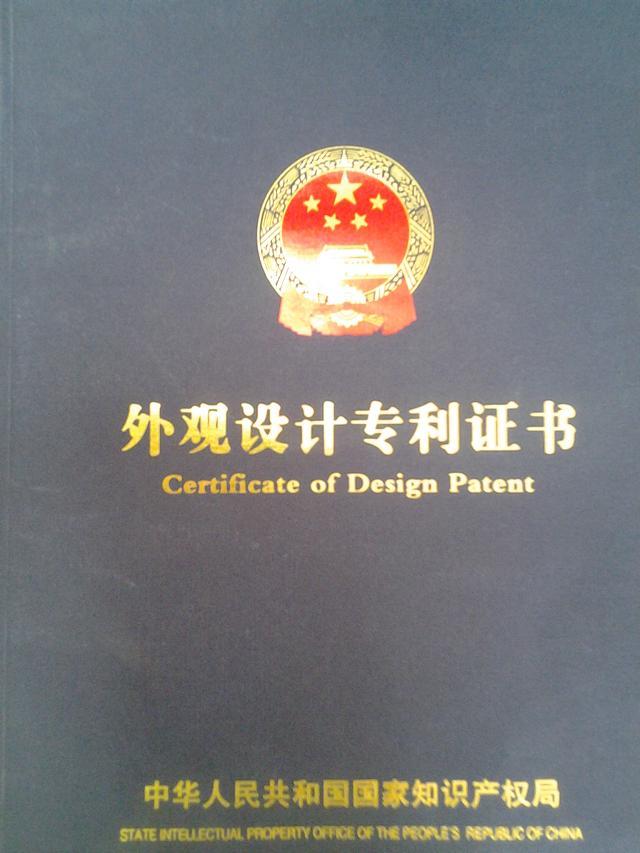 外观设计专利证书
Certificate of Design Patent
中华人民共和国国家知识产权局
STATE INTELLECTUAL PROPERTY OFFICE OF THE PEOPLE'S REPUBLIC OF CHINA